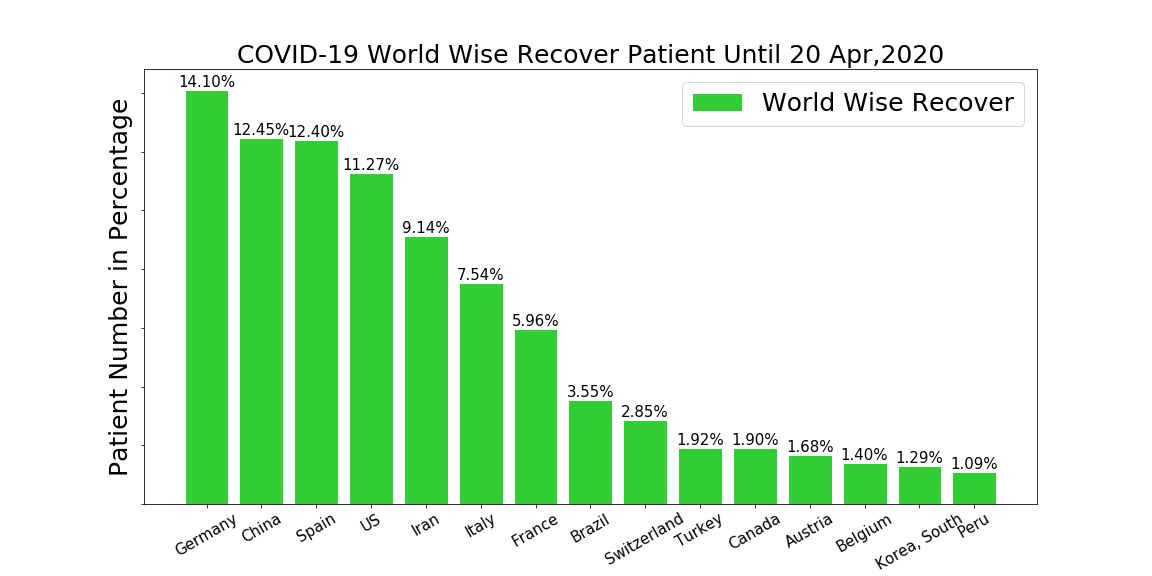 COVID-19 World Wise Recover Patient Until 20 Apr,2020
World Wise Recover
Patient Number in Percentage
14.10%
12.45%
12.40%
11.27%
9.14%
7.54%
5.96%
3.55%
2.85%
1.92%
1.90%
1.68%
1.40%
1.29%
1.09%
Germany
China
Spain
US
Iran
Italy
France
Brazil
Switzerland
Turkey
Canada
Austria
Belgium
Korea, South
Peru